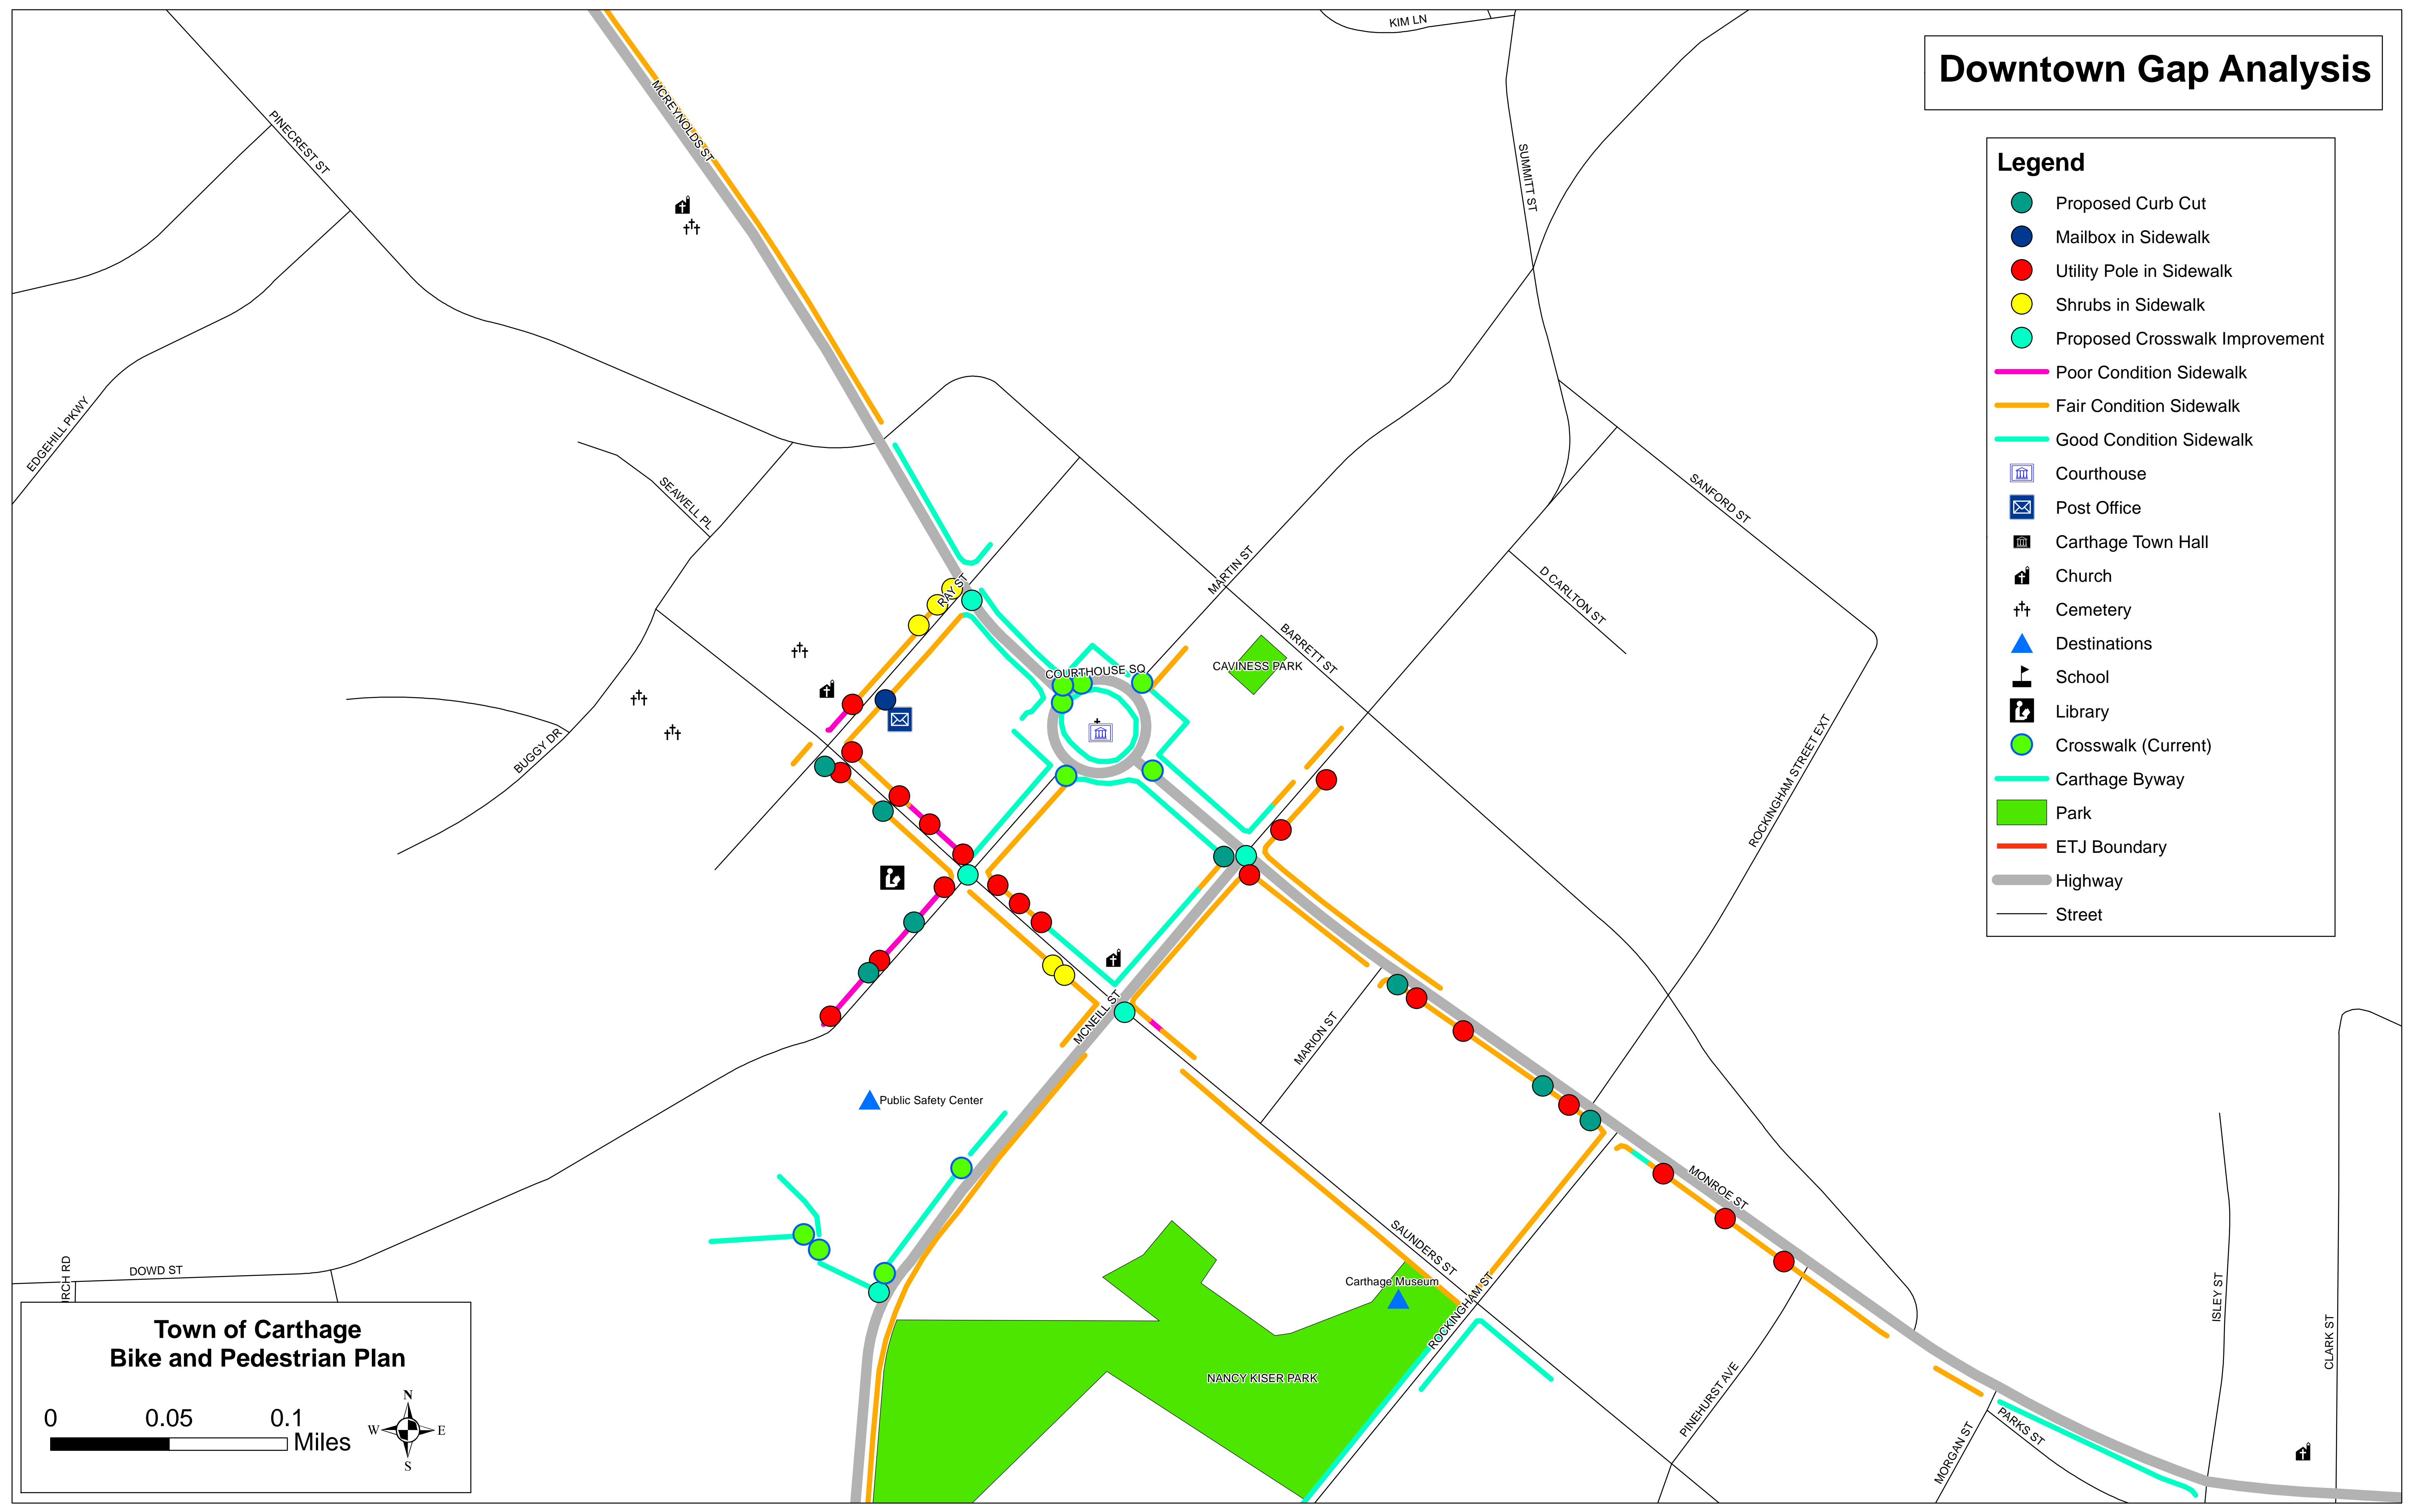 KIM LN
Downtown Gap Analysis
MCREYNOLDS ST
PINECREST ST
SUMMITT ST
Legend
Proposed Curb Cut
Mailbox in Sidewalk
Utility Pole in Sidewalk
Shrubs in Sidewalk
Proposed Crosswalk Improvement
Poor Condition Sidewalk
Fair Condition Sidewalk
Good Condition Sidewalk
Courthouse
Post Office
Carthage Town Hall
Church
Cemetery
Destinations
School
Library
Crosswalk (Current)
Carthage Byway
Park
ETJ Boundary
Highway
Street
EDGEHILL PKWY
SEAWELL PL
SANFORD ST
RAY ST
MARTIN ST
D CARLTON ST
BARRETT ST
COURTHOUSE SQ
CAVINESS PARK
BUGGY DR
ROCKINGHAM STREET EXT
MCNEILL ST
MARION ST
Public Safety Center
MONROE ST
SAUNDERS ST
Carthage Museum
ROCKINGHAM ST
NANCY KISER PARK
PINEHURST AVE
MORGAN ST
PARKS ST
ISLEY ST
CLARK ST
DOWD ST
URCH RD
Town of Carthage
Bike and Pedestrian Plan
0 0.05 0.1
Miles
N
W E
S